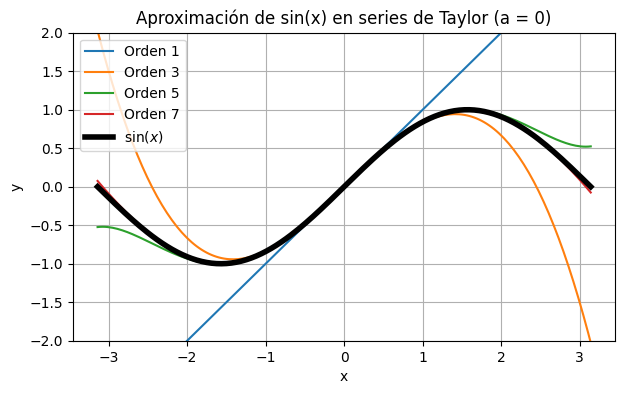 Aproximación de sin(x) en series de Taylor (a = 0)
Orden 1
Orden 3
Orden 5
Orden 7
sin(x)
y
2.0
1.5
1.0
0.5
0.0
−0.5
−1.0
−1.5
−2.0
−3 −2 −1 0 1 2 3
x